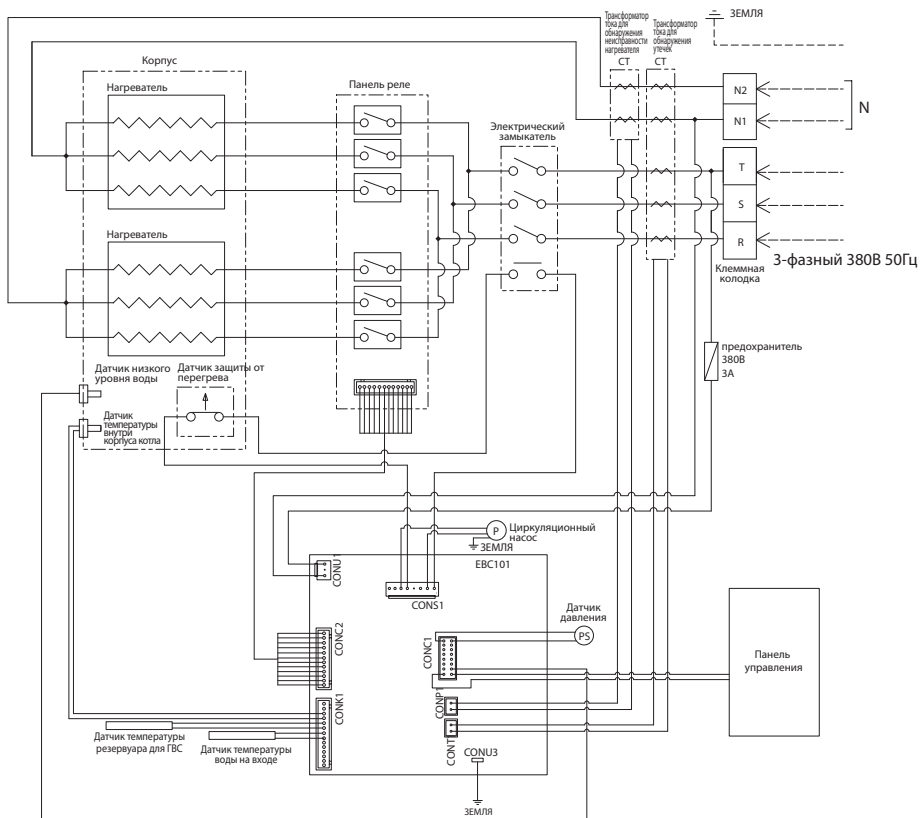 Трансформатор
тока для
обнаружения
неисправности
нагревателя
СТ
Трансформатор
тока для
обнаружения
утечек
СТ
ЗЕМЛЯ
Корпус
Нагреватель
Панель реле
Электрический
замыкатель
N2
N1
N
T
S
R
3-фазный 380В 50Гц
Клеммная
колодка
Нагреватель
предохранитель
380В
3А
Датчик низкого
уровня воды
Датчик защиты от
перегрева
Датчик
температуры
внутри
корпуса котла
P
Циркуляционный
насос
ЗЕМЛЯ
EBC101
CONU1
CONS1
CONC2
CONC1
Датчик
давления
PS
Панель
управления
CONK1
CONP1
CONT
Датчик температуры
резервуара для ГВС
Датчик температуры
воды на входе
CONU3
ЗЕМЛЯ